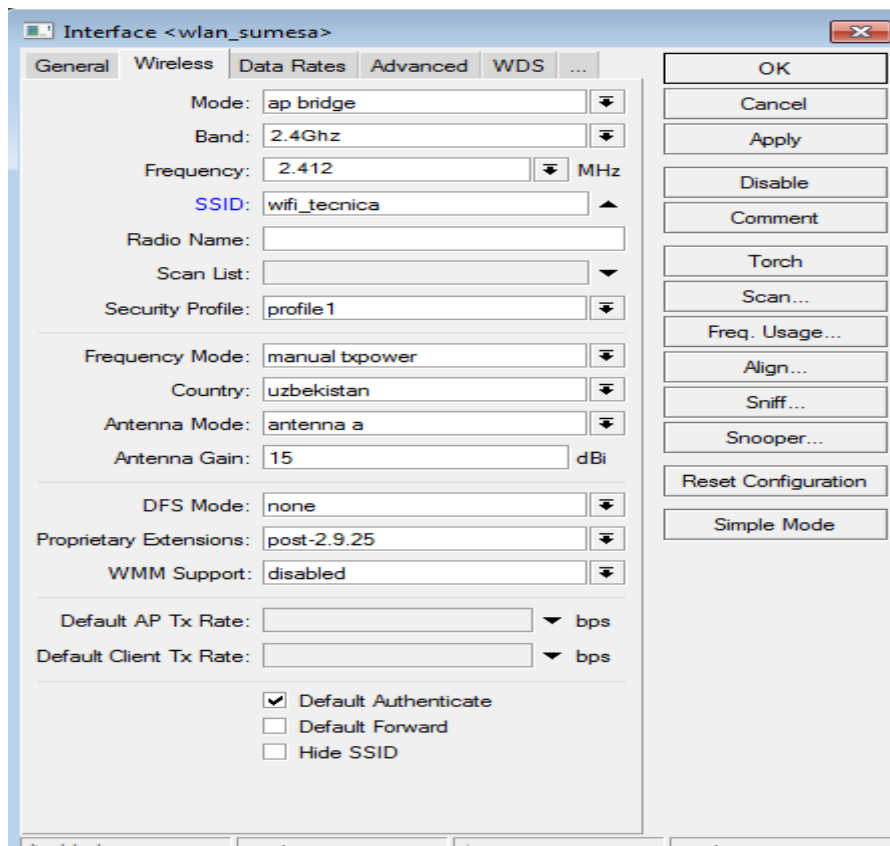 Interface <wlan_sumesa>
General Wireless Data Rates Advanced WDS ...
Mode: ap bridge
Band: 2.4Ghz
Frequency: 2.412 MHz
SSID: wifi_tecnica
Radio Name:
Scan List:
Security Profile: profile1
Frequency Mode: manual txpower
Country: uzbekistan
Antenna Mode: antenna a
Antenna Gain: 15 dBi
DFS Mode: none
Proprietary Extensions: post-2.9.25
WMM Support: disabled
Default AP Tx Rate: bps
Default Client Tx Rate: bps
Default Authenticate
Default Forward
Hide SSID
OK
Cancel
Apply
Disable
Comment
Torch
Scan...
Freq. Usage...
Align...
Sniff...
Snooper...
Reset Configuration
Simple Mode